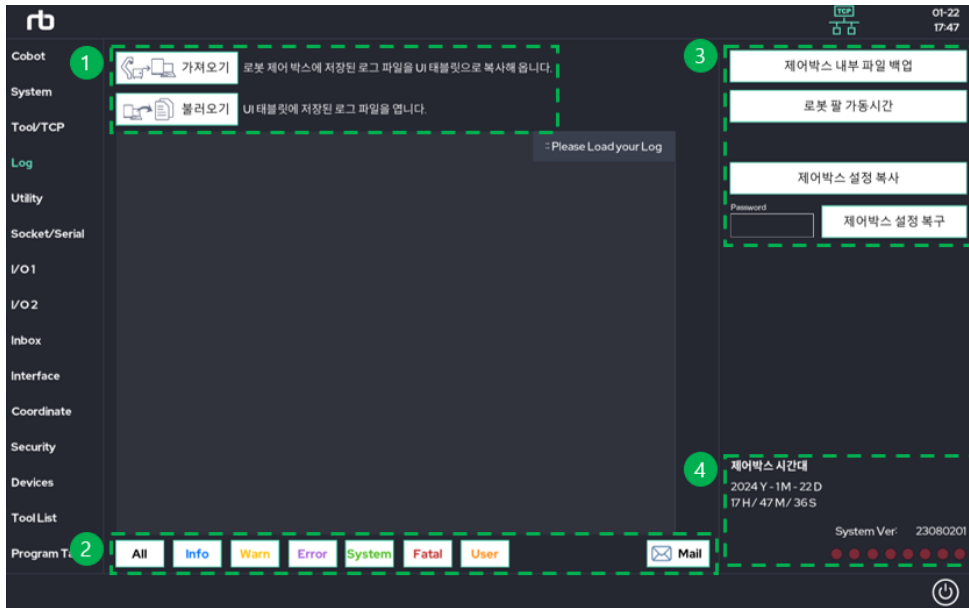 rb
TCP
01-22
17:47
Cobot
System
Tool/TCP
Log
Utility
Socket/Serial
I/O 1
I/O 2
Inbox
Interface
Coordinate
Security
Devices
Tool List
Program T
1
가져오기
로봇 제어 박스에 저장된 로그 파일을 UI 태블릿으로 복사해 옵니다.
불러오기
UI 태블릿에 저장된 로그 파일을 엽니다.
:: Please Load your Log
2
All
Info
Warn
Error
System
Fatal
User
Mail
3
제어박스 내부 파일 백업
로봇 팔 가동시간
제어박스 설정 복사
Password
제어박스 설정 복구
4
제어박스 시간대
2024 Y - 1 M - 22 D
17 H / 47 M / 36 S
System Ver: 23080201